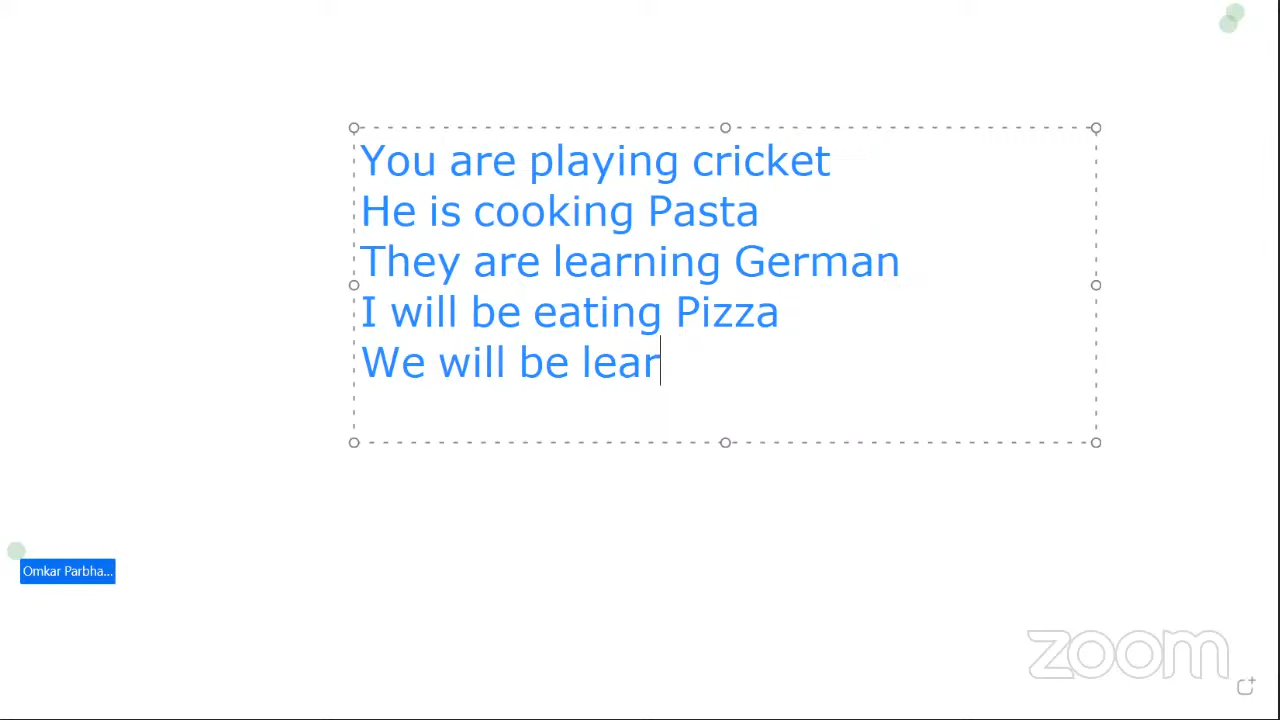 You are playing cricket
He is cooking Pasta
They are learning German
I will be eating Pizza
We will be lear
Omkar Parbha...
zoom